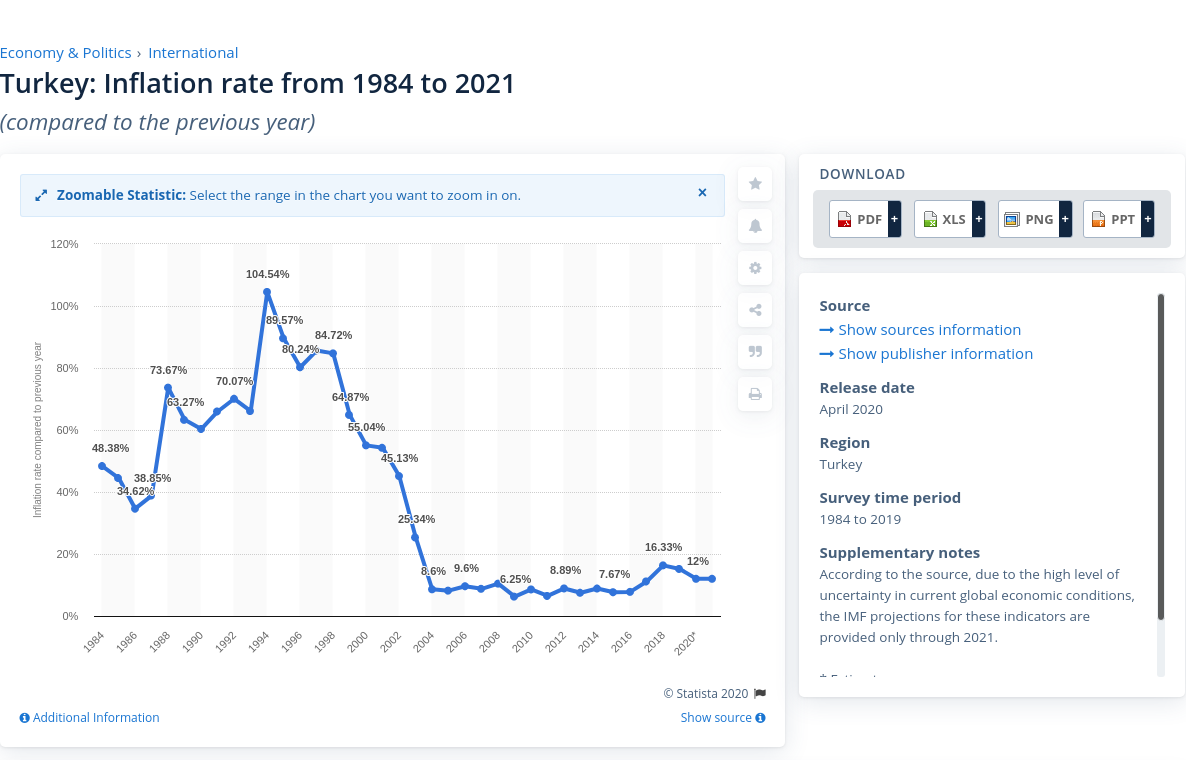 Economy & Politics › International
Turkey: Inflation rate from 1984 to 2021
(compared to the previous year)
Zoomable Statistic: Select the range in the chart you want to zoom in on. ×
Inflation rate compared to previous year
120%
100%
80%
60%
40%
20%
0%
48.38%
34.62%
38.85%
73.67%
63.27%
70.07%
104.54%
89.57%
80.24%
84.72%
64.87%
55.04%
45.13%
25.34%
8.6%
9.6%
6.25%
8.89%
7.67%
16.33%
12%
1984 1986 1988 1990 1992 1994 1996 1998 2000 2002 2004 2006 2008 2010 2012 2014 2016 2018 2020*
© Statista 2020
Additional Information
Show source
DOWNLOAD
PDF + XLS + PNG + PPT +
Source
Show sources information
Show publisher information
Release date
April 2020
Region
Turkey
Survey time period
1984 to 2019
Supplementary notes
According to the source, due to the high level of
uncertainty in current global economic conditions,
the IMF projections for these indicators are
provided only through 2021.